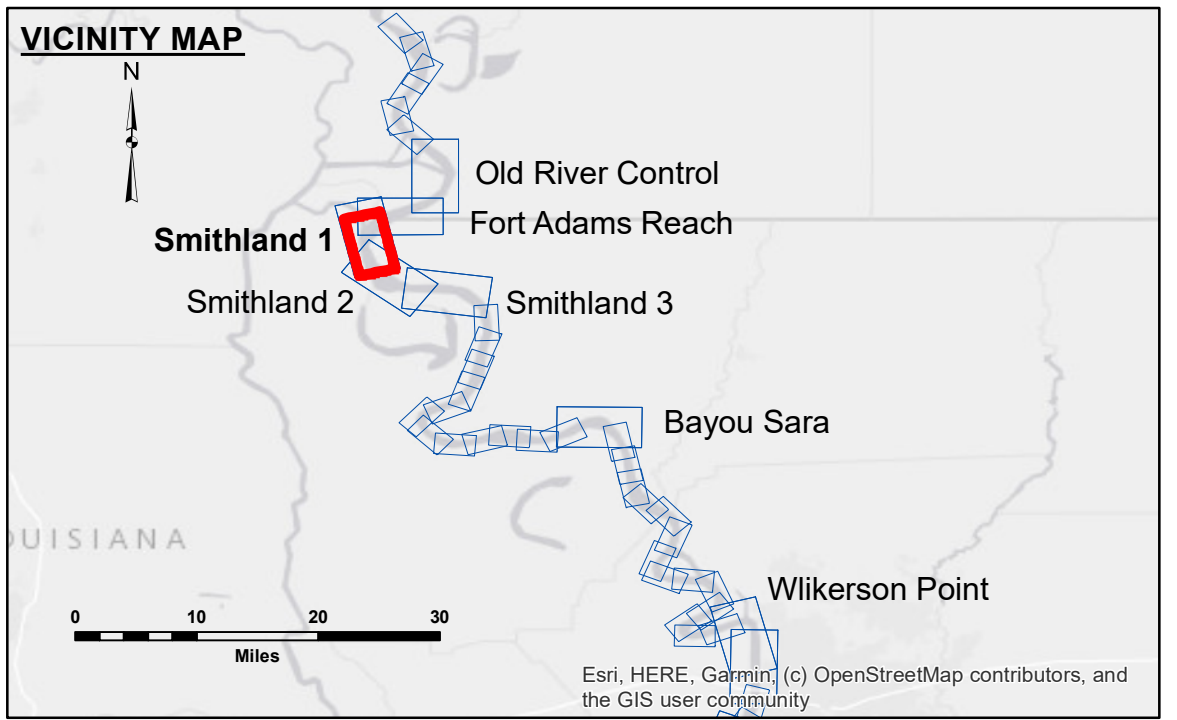 VICINITY MAP
N
Old River Control
Fort Adams Reach
Smithland 1
Smithland 2
Smithland 3
Bayou Sara
OUISIANA
Wlikerson Point
0 10 20 30
Miles
Esri, HERE, Garmin, (c) OpenStreetMap contributors, and
the GIS user community